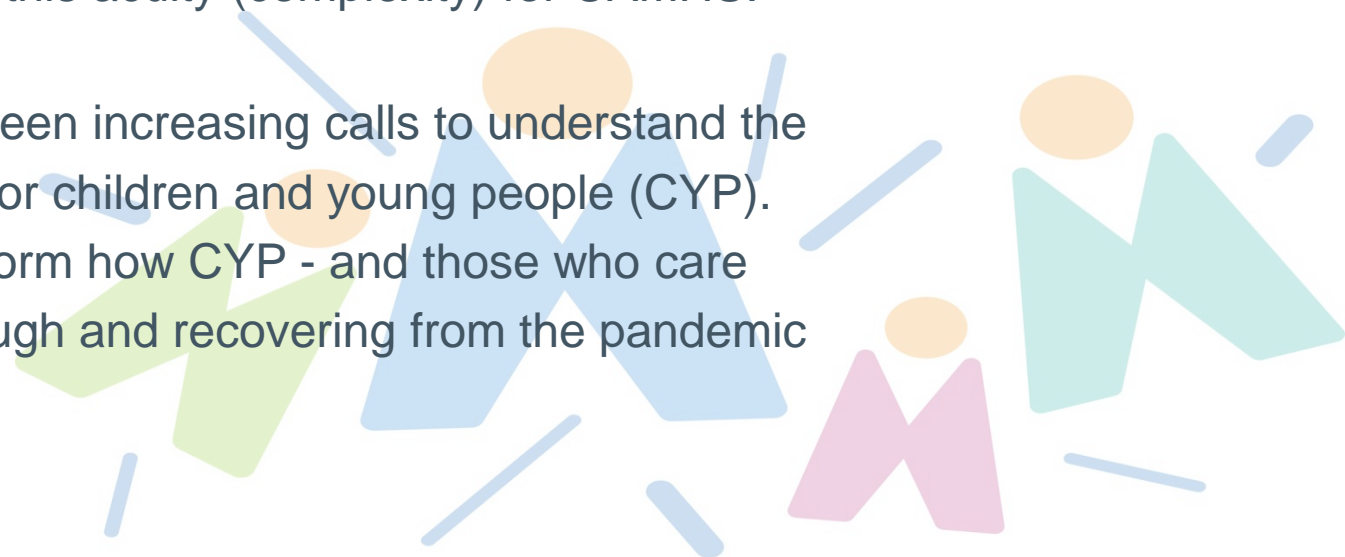 een increasing calls to understand the
or children and young people (CYP).
orm how CYP - and those who care
ugh and recovering from the pandemic